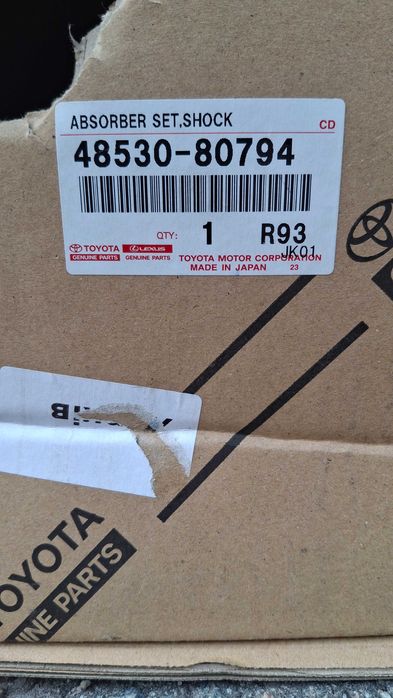 ABSORBER SET,SHOCK
CD
48530-80794
QTY: 1 R93
JK01
TOYOTA LEXUS TOYOTA MOTOR CORPORATION
GENUINE PARTS GENUINE PARTS MADE IN JAPAN 23
TOYOTA
GENUINE PARTS